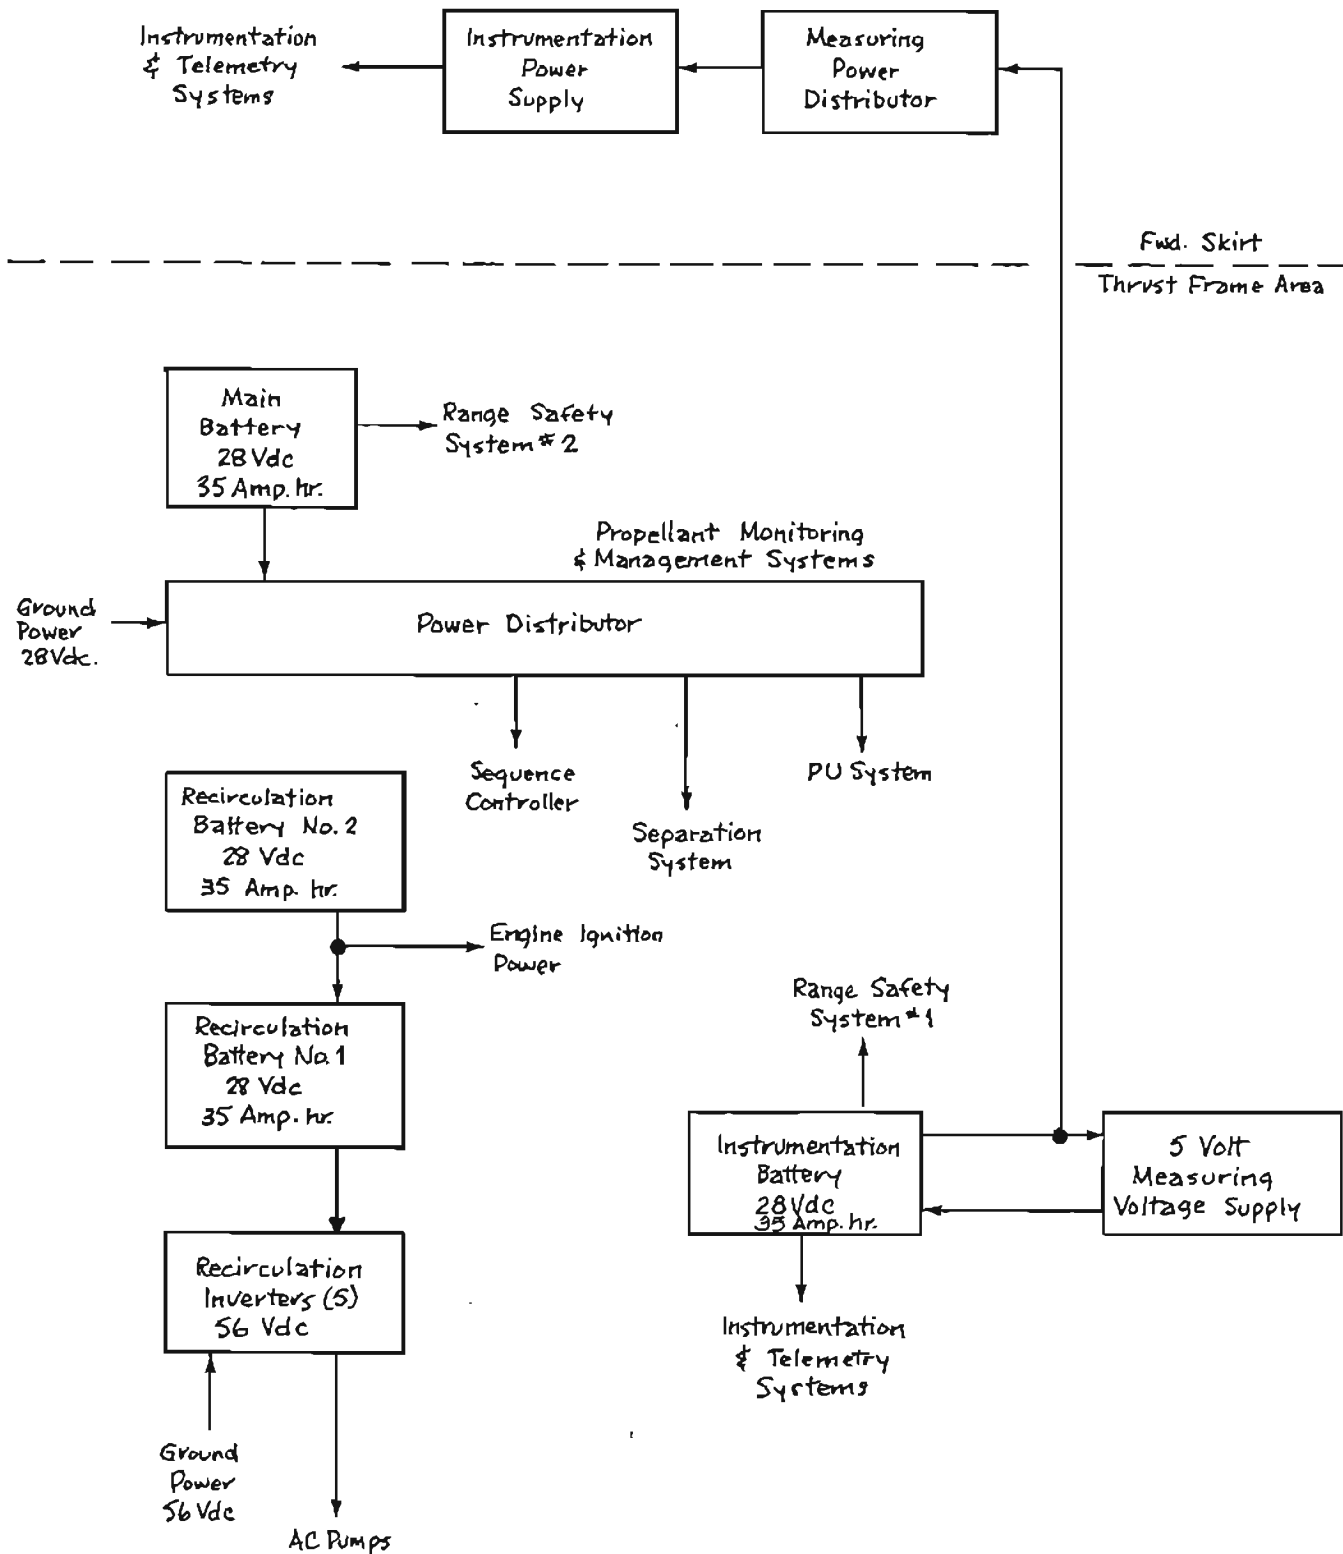 Instrumentation
& Telemetry
Systems
Instrumentation
Power
Supply
Measuring
Power
Distributor
Fwd. Skirt
Thrust Frame Area
Main
Battery
28 Vdc
35 Amp. hr.
Range Safety
System #2
Propellant Monitoring
& Management Systems
Ground
Power
28 Vdc.
Power Distributor
Sequence
Controller
Separation
System
PU System
Recirculation
Battery No. 2
28 Vdc
35 Amp. hr.
Engine Ignition
Power
Recirculation
Battery No. 1
28 Vdc
35 Amp. hr.
Range Safety
System #1
Instrumentation
Battery
28 Vdc
35 Amp. hr.
5 Volt
Measuring
Voltage Supply
Recirculation
Inverters (5)
56 Vdc
Instrumentation
& Telemetry
Systems
Ground
Power
56 Vdc
AC Pumps